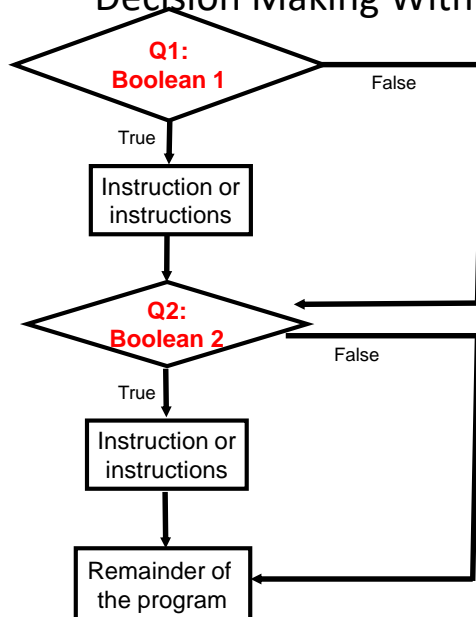 Decision Making With
Q1:
Boolean 1
False
True
Instruction or
instructions
Q2:
Boolean 2
False
True
Instruction or
instructions
Remainder of
the program